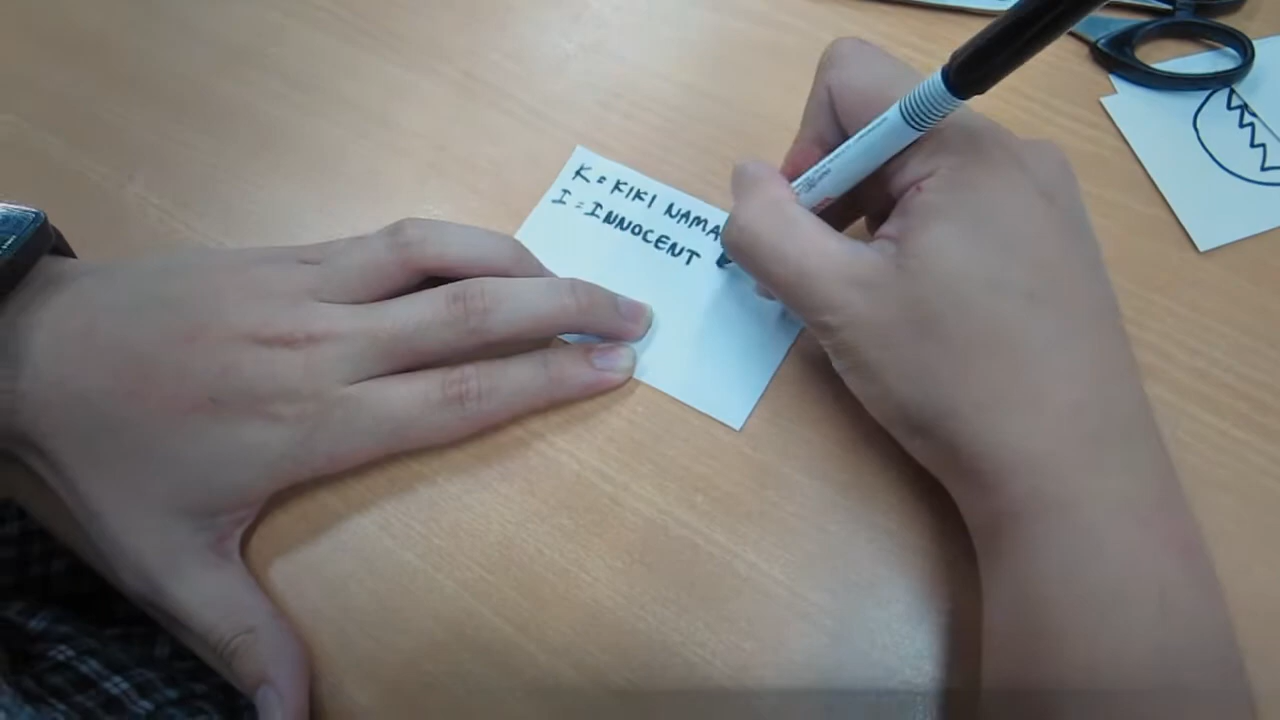 K = KIKI NAMA
I = INNOCENT